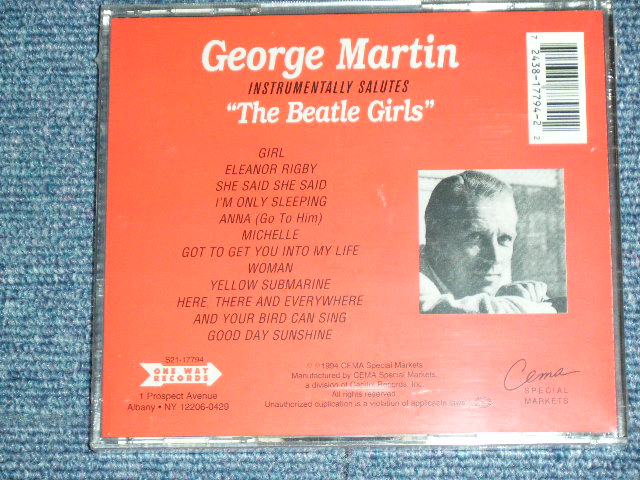 George Martin
INSTRUMENTALLY SALUTES
"The Beatle Girls"
7 2438-17794-2 2
GIRL
ELEANOR RIGBY
SHE SAID SHE SAID
I'M ONLY SLEEPING
ANNA (Go To Him)
MICHELLE
GOT TO GET YOU INTO MY LIFE
WOMAN
YELLOW SUBMARINE
HERE, THERE AND EVERYWHERE
AND YOUR BIRD CAN SING
GOOD DAY SUNSHINE
S21-17794
ONE WAY
RECORDS
1 Prospect Avenue
Albany • NY 12206-0429
© ℗1994 CEMA Special Markets
Manufactured by CEMA Special Markets,
a division of Capitol Records, Inc.
All rights reserved.
Unauthorized duplication is a violation of applicable laws.
Cema
SPECIAL
MARKETS